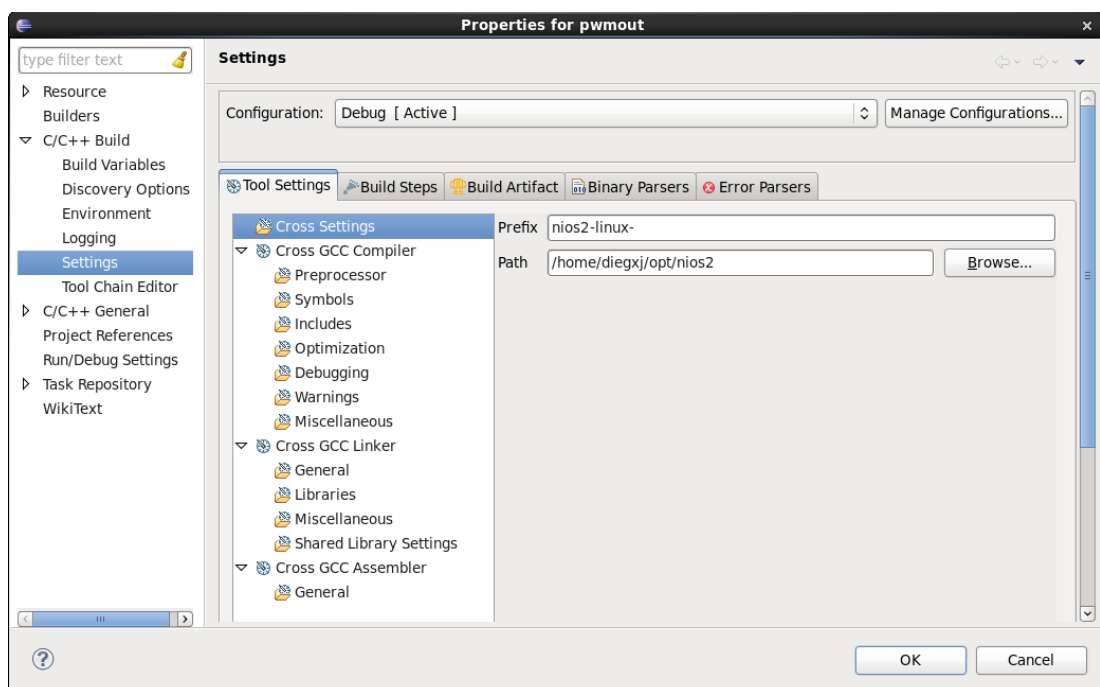 Properties for pwmout
type filter text
Resource
Builders
C/C++ Build
Build Variables
Discovery Options
Environment
Logging
Settings
Tool Chain Editor
C/C++ General
Project References
Run/Debug Settings
Task Repository
WikiText
Settings
Configuration: Debug [ Active ] Manage Configurations...
Tool Settings Build Steps Build Artifact Binary Parsers Error Parsers
Cross Settings
Cross GCC Compiler
Preprocessor
Symbols
Includes
Optimization
Debugging
Warnings
Miscellaneous
Cross GCC Linker
General
Libraries
Miscellaneous
Shared Library Settings
Cross GCC Assembler
General
Prefix nios2-linux-
Path /home/diegxj/opt/nios2 Browse...
OK Cancel